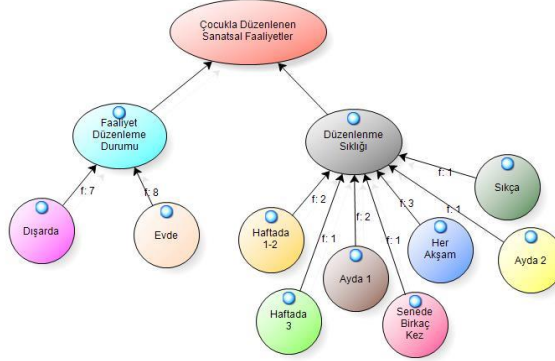 Çocukla Düzenlenen
Sanatsal Faaliyetler
Faaliyet
Düzenleme
Durumu
Düzenlenme
Sıklığı
f: 7
f: 8
Dışarda
Evde
f: 2
f: 1
f: 2
f: 1
f: 3
f: 1
f: 1
Haftada
1-2
Haftada
3
Ayda 1
Senede
Birkaç
Kez
Her
Akşam
Ayda 2
Sıkça